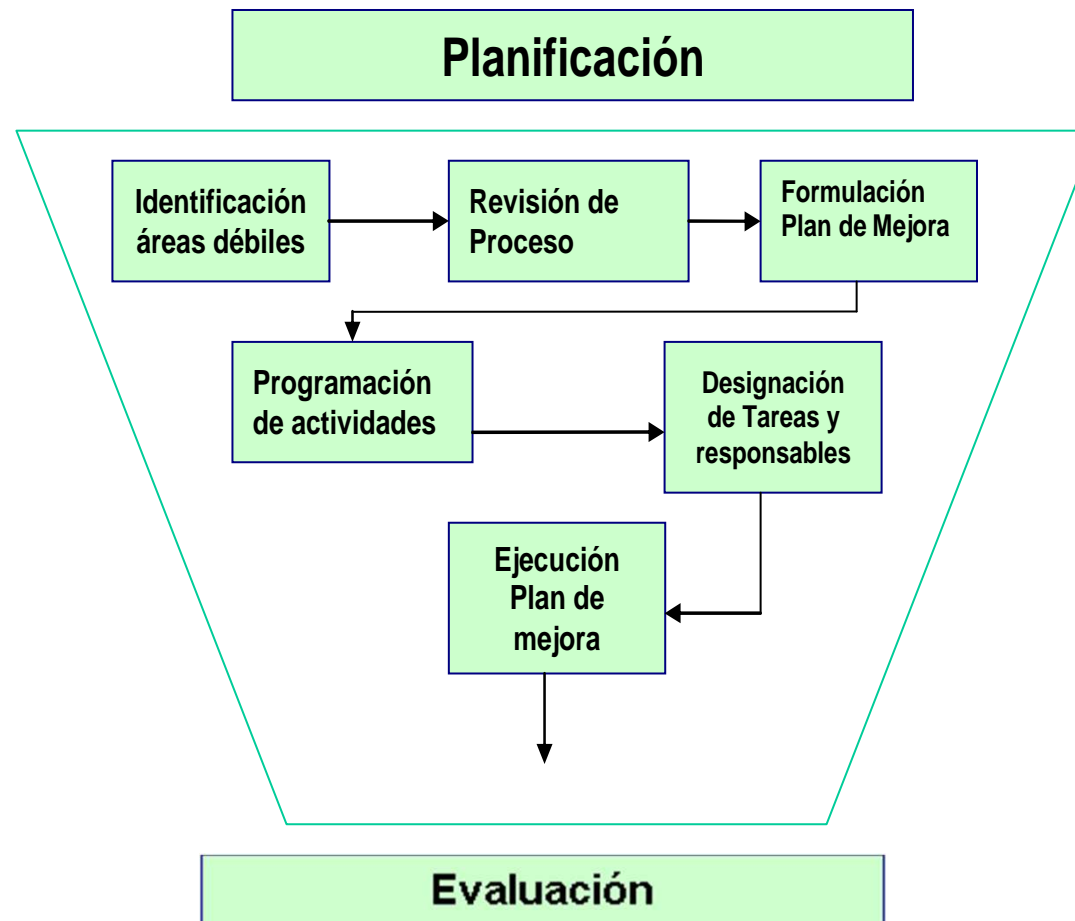 Planificación
Identificación
áreas débiles
Revisión de
Proceso
Formulación
Plan de Mejora
Programación
de actividades
Designación
de Tareas y
responsables
Ejecución
Plan de
mejora
Evaluación